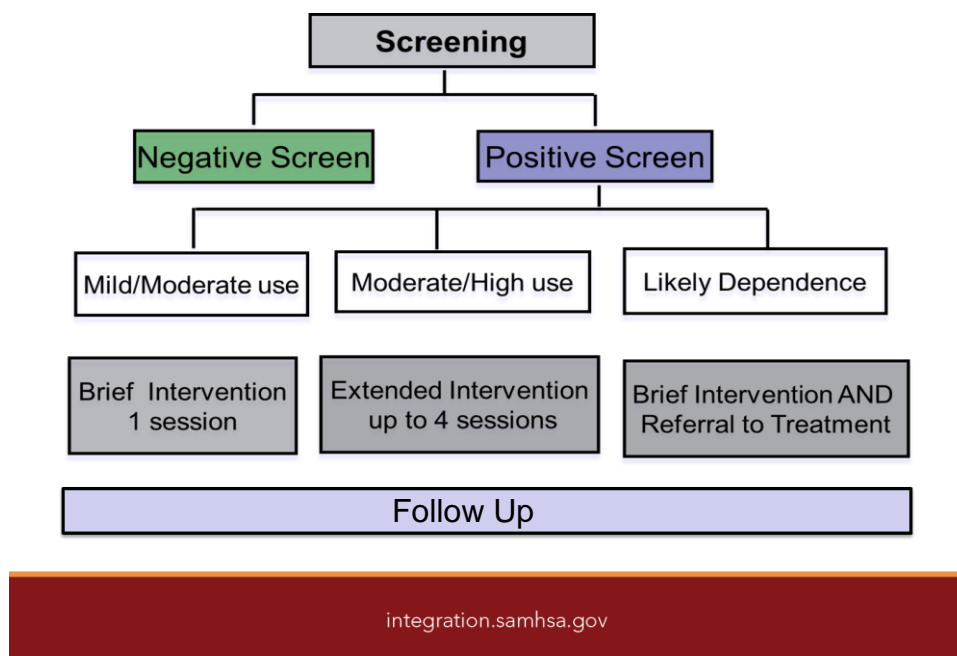 Screening
Negative Screen
Positive Screen
Mild/Moderate use
Moderate/High use
Likely Dependence
Brief Intervention
1 session
Extended Intervention
up to 4 sessions
Brief Intervention AND
Referral to Treatment
Follow Up
integration.samhsa.gov